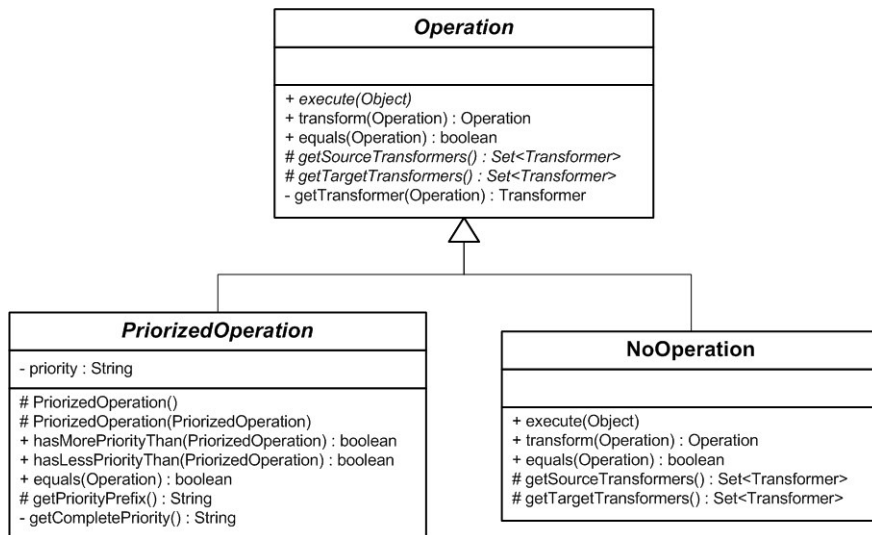 Operation
+ execute(Object)
+ transform(Operation) : Operation
+ equals(Operation) : boolean
# getSourceTransformers() : Set<Transformer>
# getTargetTransformers() : Set<Transformer>
- getTransformer(Operation) : Transformer
PriorizedOperation
- priority : String
# PriorizedOperation()
# PriorizedOperation(PriorizedOperation)
+ hasMorePriorityThan(PriorizedOperation) : boolean
+ hasLessPriorityThan(PriorizedOperation) : boolean
+ equals(Operation) : boolean
# getPriorityPrefix() : String
- getCompletePriority() : String
NoOperation
+ execute(Object)
+ transform(Operation) : Operation
+ equals(Operation) : boolean
# getSourceTransformers() : Set<Transformer>
# getTargetTransformers() : Set<Transformer>